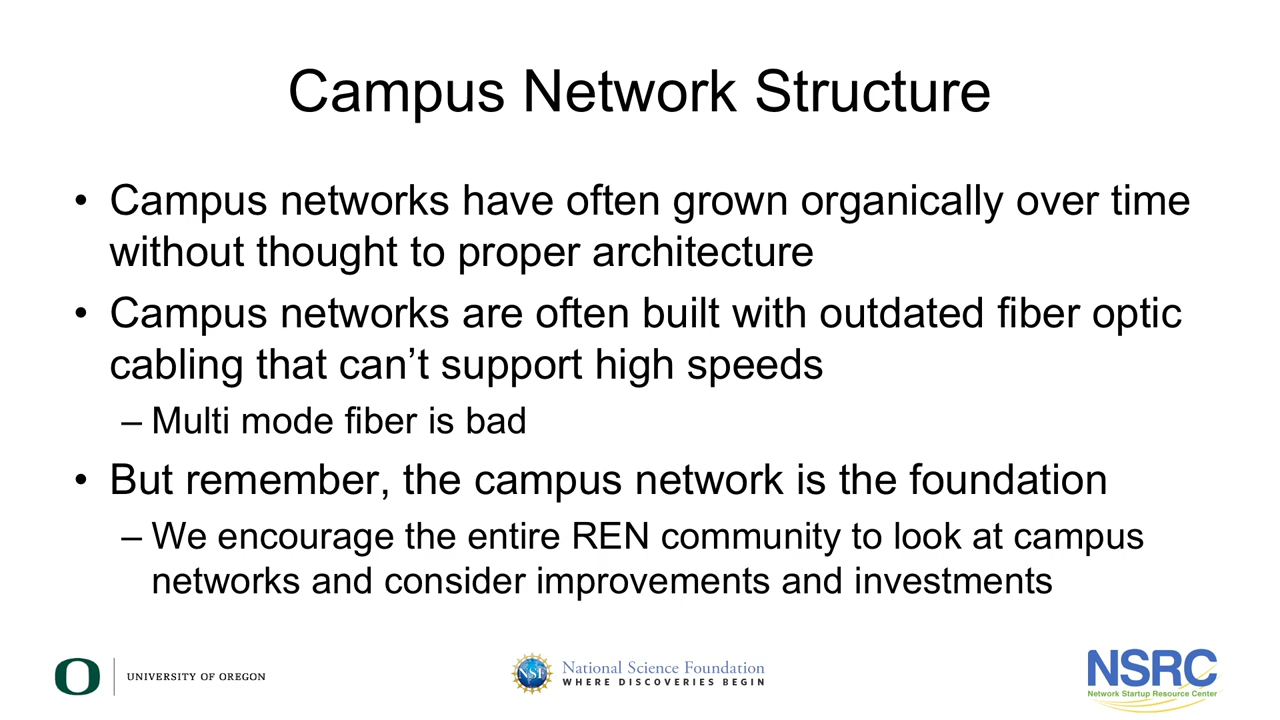 Campus Network Structure
• Campus networks have often grown organically over time
without thought to proper architecture
• Campus networks are often built with outdated fiber optic
cabling that can’t support high speeds
– Multi mode fiber is bad
• But remember, the campus network is the foundation
– We encourage the entire REN community to look at campus
networks and consider improvements and investments
O
UNIVERSITY OF OREGON
NSF
National Science Foundation
WHERE DISCOVERIES BEGIN
NSRC
Network Startup Resource Center